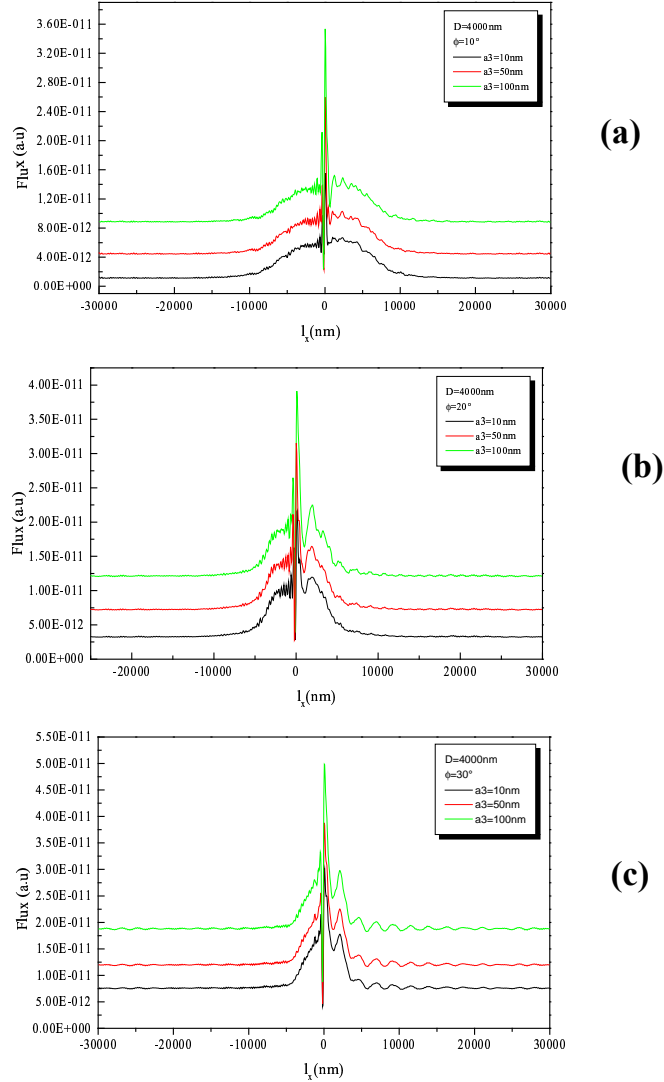 3.60E-011
3.20E-011
2.80E-011
2.40E-011
2.00E-011
1.60E-011
1.20E-011
8.00E-012
4.00E-012
0.00E+000
Flux (a.u)
D=4000nm
ϕ=10°
a3=10nm
a3=50nm
a3=100nm
(a)
-30000 -20000 -10000 0 10000 20000 30000
l_x(nm)
4.00E-011
3.50E-011
3.00E-011
2.50E-011
2.00E-011
1.50E-011
1.00E-011
5.00E-012
0.00E+000
Flux (a.u)
D=4000nm
ϕ=20°
a3=10nm
a3=50nm
a3=100nm
(b)
-20000 -10000 0 10000 20000 30000
l_x(nm)
5.50E-011
5.00E-011
4.50E-011
4.00E-011
3.50E-011
3.00E-011
2.50E-011
2.00E-011
1.50E-011
1.00E-011
5.00E-012
0.00E+000
Flux (a.u)
D=4000nm
ϕ=30°
a3=10nm
a3=50nm
a3=100nm
(c)
-30000 -20000 -10000 0 10000 20000 30000
l_x(nm)